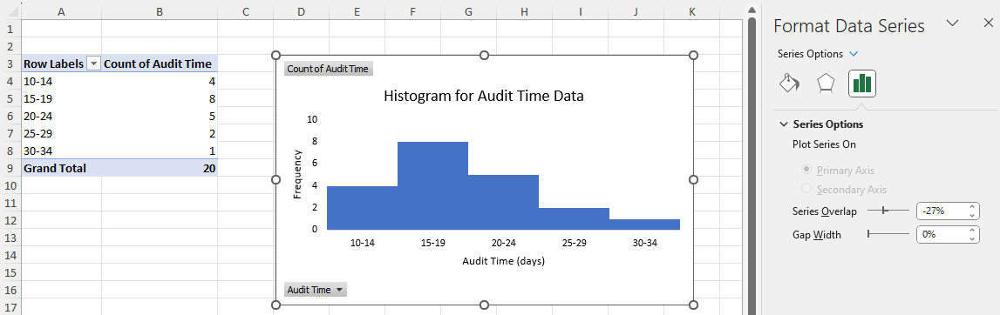 A B C D E F G H I J K
Format Data Series
1
2
3 Row Labels Count of Audit Time
4 10-14 4
5 15-19 8
6 20-24 5
7 25-29 2
8 30-34 1
9 Grand Total 20
10
11
12
13
14
15
16
17
Count of Audit Time
Histogram for Audit Time Data
Frequency
10
8
6
4
2
0
10-14 15-19 20-24 25-29 30-34
Audit Time (days)
Audit Time
Series Options
Series Options
Plot Series On
Primary Axis
Secondary Axis
Series Overlap -27%
Gap Width 0%